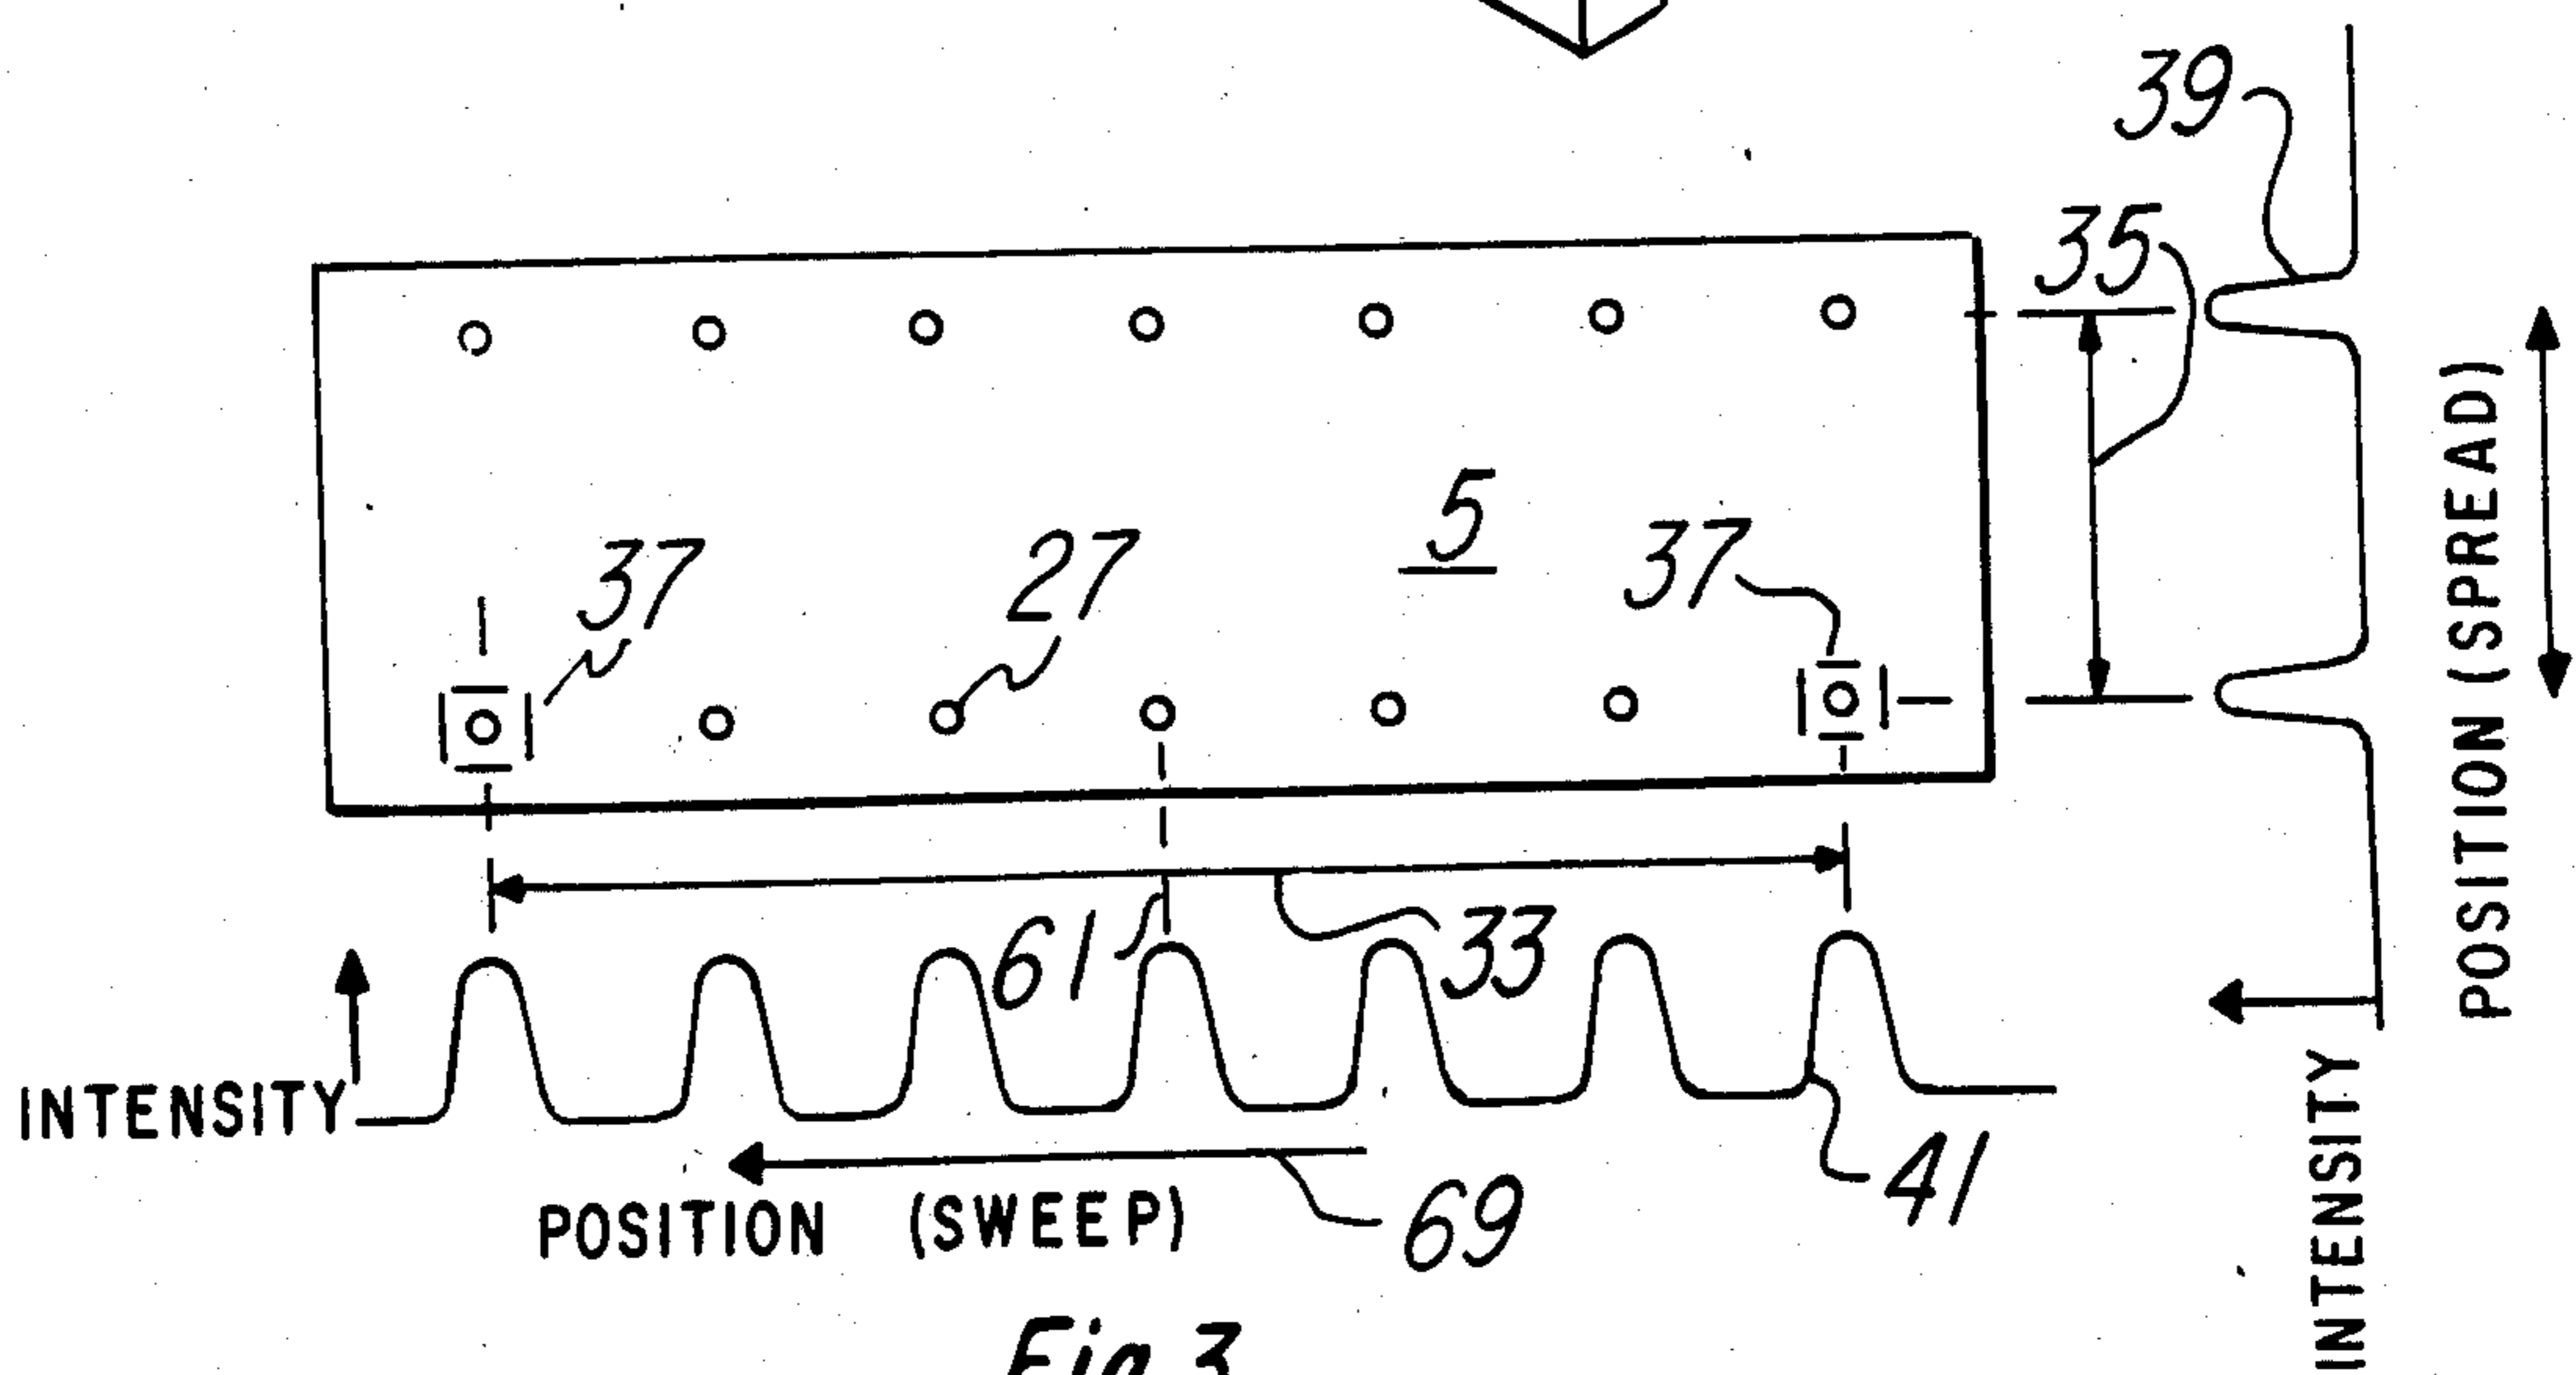 39
35
5
37
27
37
POSITION (SPREAD)
61
33
INTENSITY
41
POSITION (SWEEP)
69
INTENSITY
Fig. 3